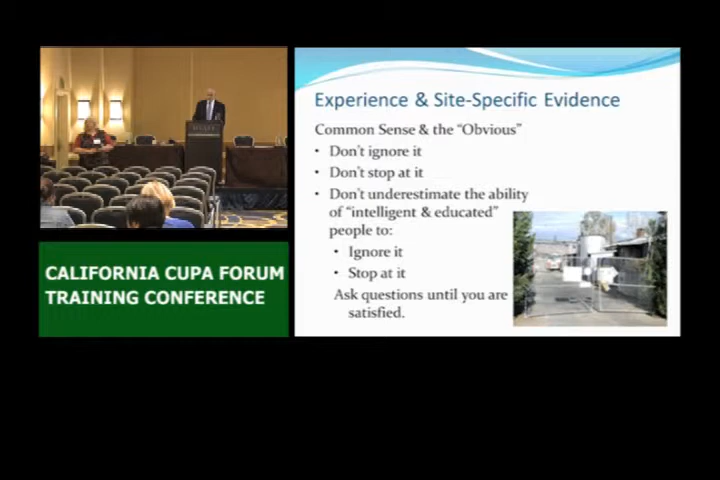 Experience & Site-Specific Evidence
Common Sense & the "Obvious"
• Don't ignore it
• Don't stop at it
• Don't underestimate the ability
of "intelligent & educated"
people to:
• Ignore it
• Stop at it
Ask questions until you are
satisfied.
CALIFORNIA CUPA FORUM
TRAINING CONFERENCE